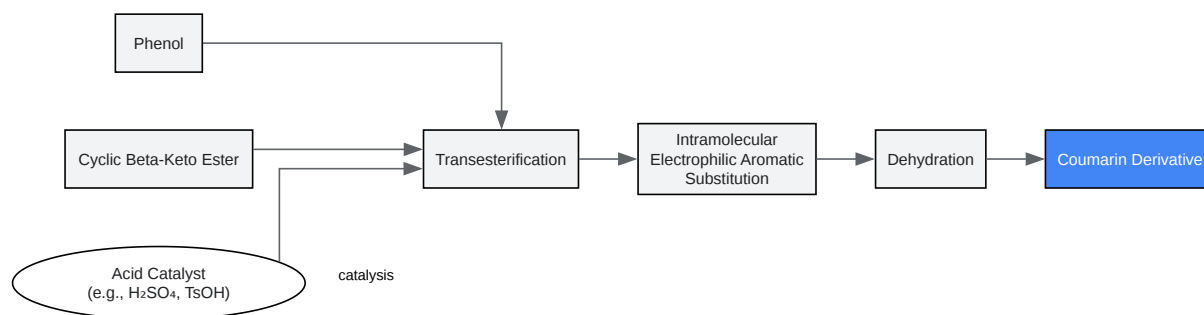 Phenol
Cyclic Beta-Keto Ester
Transesterification
Intramolecular
Electrophilic Aromatic
Substitution
Dehydration
Coumarin Derivative
Acid Catalyst
(e.g., H₂SO₄, TsOH)
catalysis